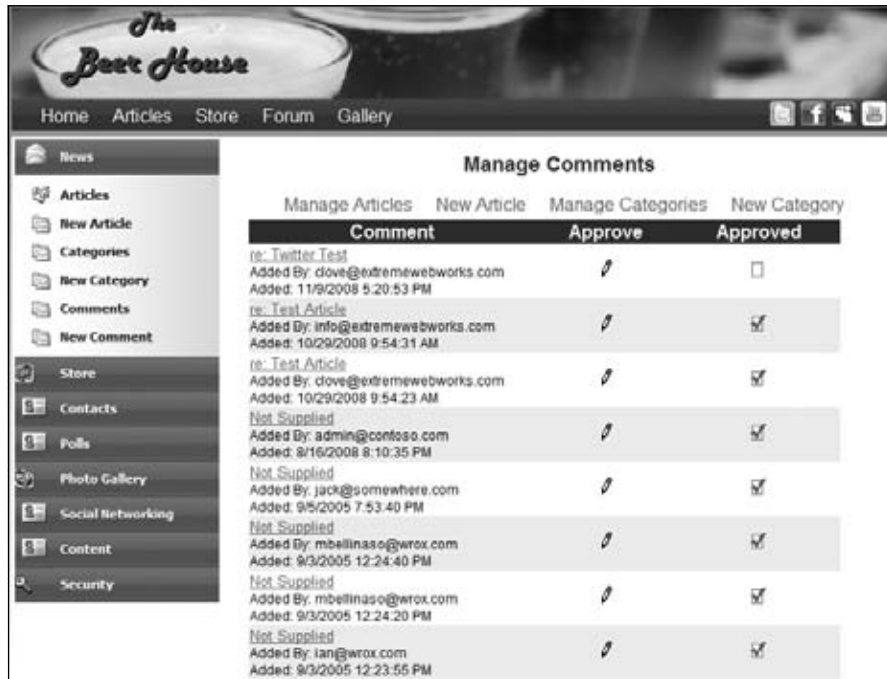 The
Beer House
Home Articles Store Forum Gallery
News
Articles
New Article
Categories
New Category
Comments
New Comment
Store
Contacts
Polls
Photo Gallery
Social Networking
Content
Security
Manage Comments
Manage Articles New Article Manage Categories New Category
Comment Approve Approved
re: Twitter Test
Added By: clove@extremewebworks.com
Added: 11/9/2008 5:20:53 PM
re: Test Article
Added By: info@extremewebworks.com
Added: 10/29/2008 9:54:31 AM
re: Test Article
Added By: clove@extremewebworks.com
Added: 10/29/2008 9:54:23 AM
Not Supplied
Added By: admin@contoso.com
Added: 8/16/2008 8:10:35 PM
Not Supplied
Added By: jack@somewhere.com
Added: 9/5/2005 7:53:40 PM
Not Supplied
Added By: mbellinaso@wrox.com
Added: 9/3/2005 12:24:40 PM
Not Supplied
Added By: mbellinaso@wrox.com
Added: 9/3/2005 12:24:20 PM
Not Supplied
Added By: ian@wrox.com
Added: 9/3/2005 12:23:55 PM